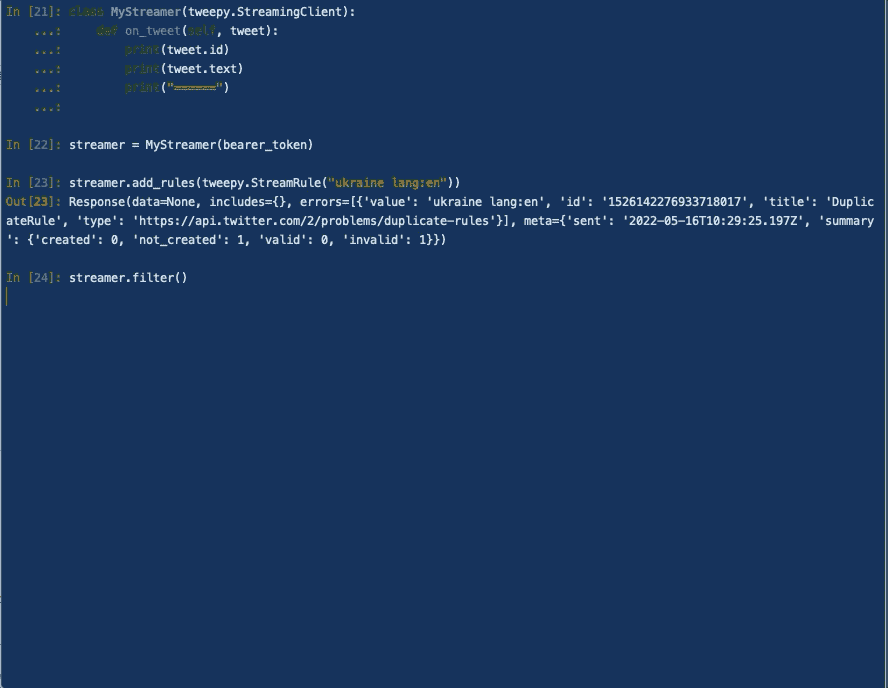 In [21]: class MyStreamer(tweepy.StreamingClient):
   ...:     def on_tweet(self, tweet):
   ...:         print(tweet.id)
   ...:         print(tweet.text)
   ...:         print("======")
   ...:
In [22]: streamer = MyStreamer(bearer_token)
In [23]: streamer.add_rules(tweepy.StreamRule("ukraine lang:en"))
Out[23]: Response(data=None, includes={}, errors=[{'value': 'ukraine lang:en', 'id': '1526142276933718017', 'title': 'Duplic
ateRule', 'type': 'https://api.twitter.com/2/problems/duplicate-rules'}], meta={'sent': '2022-05-16T10:29:25.197Z', 'summary
': {'created': 0, 'not_created': 1, 'valid': 0, 'invalid': 1}})
In [24]: streamer.filter()